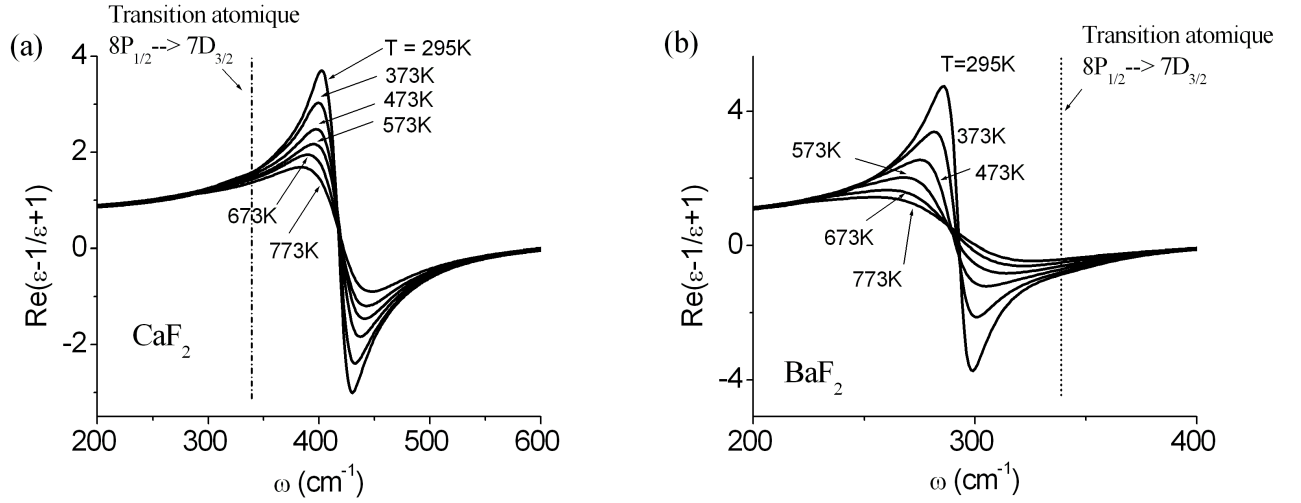 (a)
Transition atomique
8P1/2--> 7D3/2
T = 295K
373K
473K
573K
673K
773K
CaF2
4
2
0
-2
200
300
400
500
600
Re(ε-1/ε+1)
ω (cm-1)
(b)
Transition atomique
8P1/2--> 7D3/2
T=295K
373K
573K
473K
673K
773K
BaF2
4
0
-4
200
300
400
Re(ε-1/ε+1)
ω (cm-1)